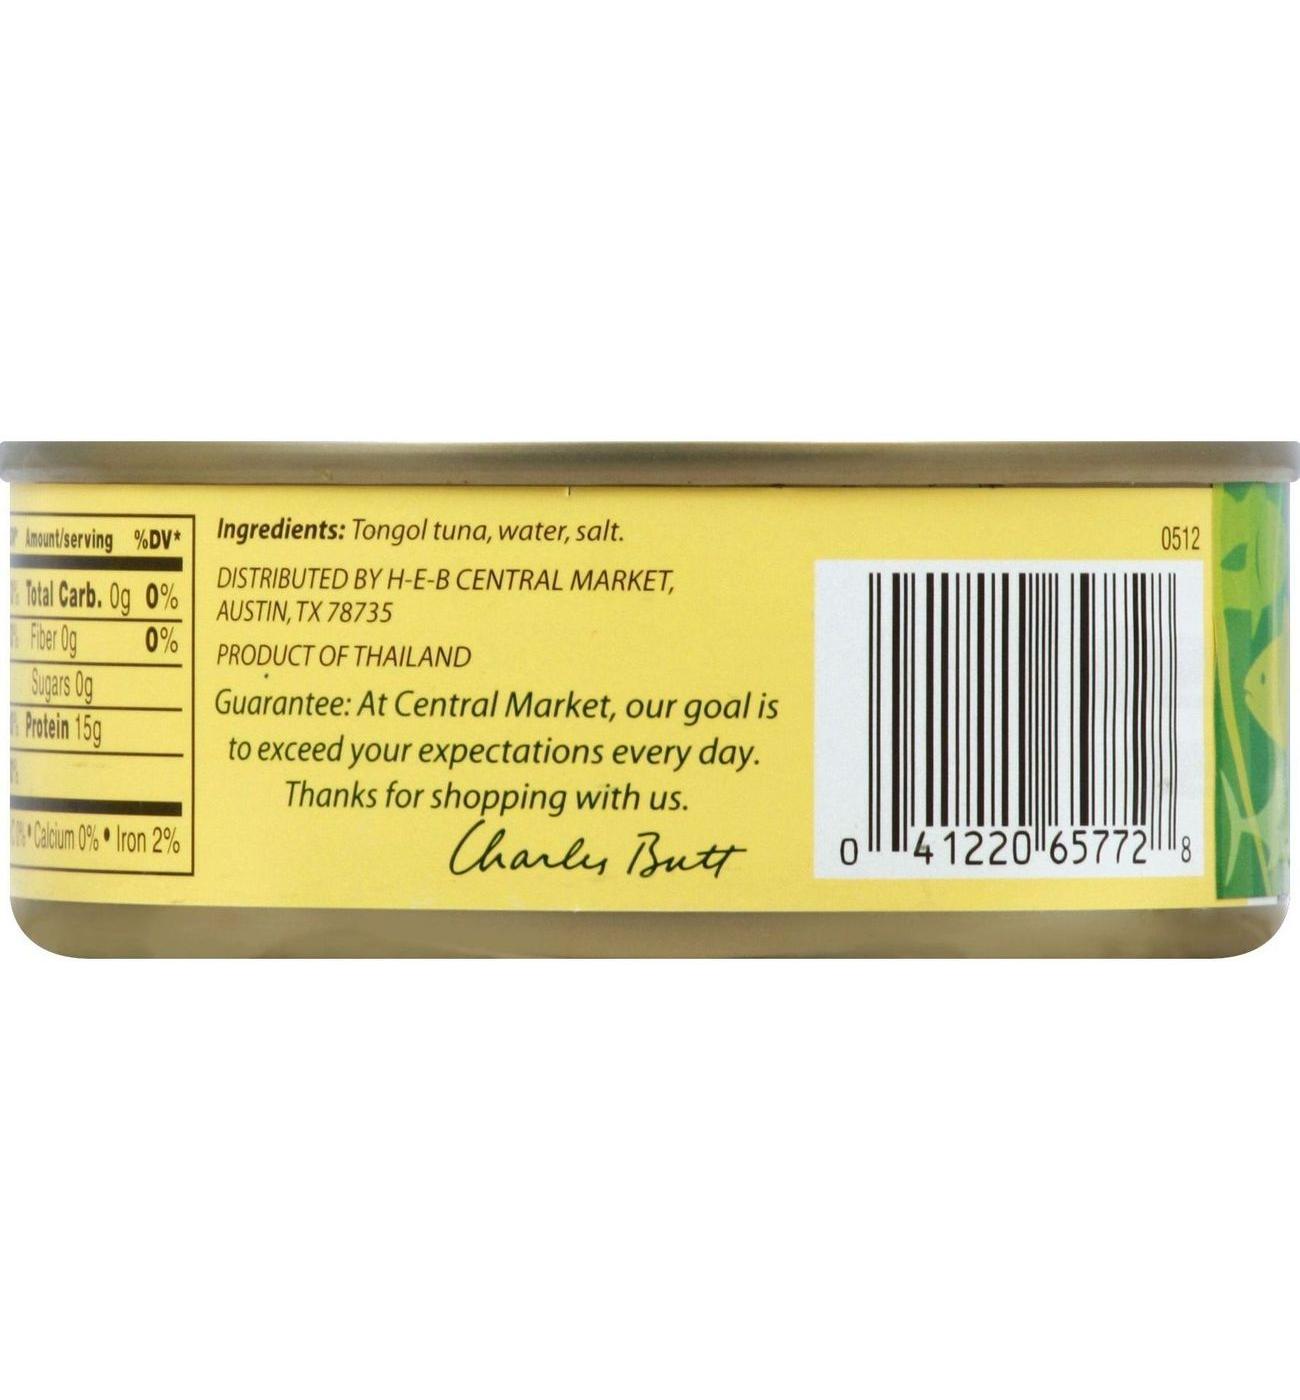 Amount/serving %DV*
Total Carb. 0g 0%
Fiber 0g 0%
Sugars 0g
Protein 15g
Calcium 0% • Iron 2%
Ingredients: Tongol tuna, water, salt.
DISTRIBUTED BY H-E-B CENTRAL MARKET,
AUSTIN, TX 78735
PRODUCT OF THAILAND
Guarantee: At Central Market, our goal is
to exceed your expectations every day.
Thanks for shopping with us.
Charles Butt
0512
0 41220 65772 8